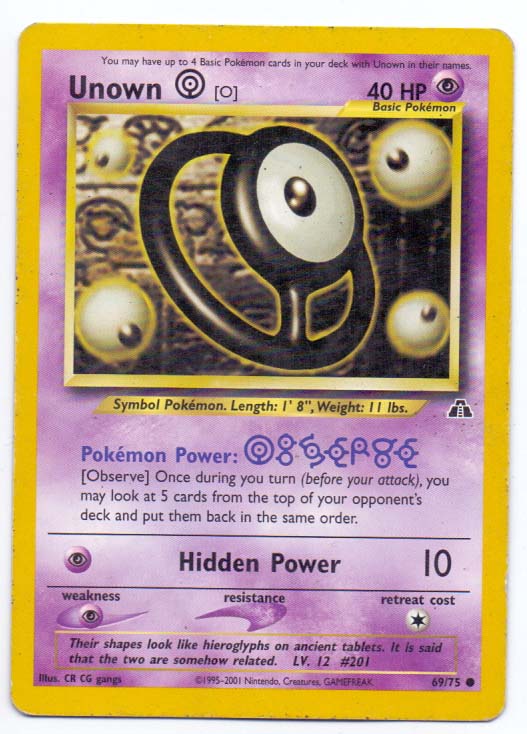 You may have up to 4 Basic Pokémon cards in your deck with Unown in their names.
Unown [O] 40 HP
Basic Pokémon
Symbol Pokémon. Length: 1' 8", Weight: 11 lbs.
Pokémon Power:
[Observe] Once during you turn (before your attack), you
may look at 5 cards from the top of your opponent's
deck and put them back in the same order.
Hidden Power 10
weakness resistance retreat cost
Their shapes look like hieroglyphs on ancient tablets. It is said
that the two are somehow related. LV. 12 #201
Illus. CR CG gangs ©1995-2001 Nintendo, Creatures, GAMEFREAK. 69/75